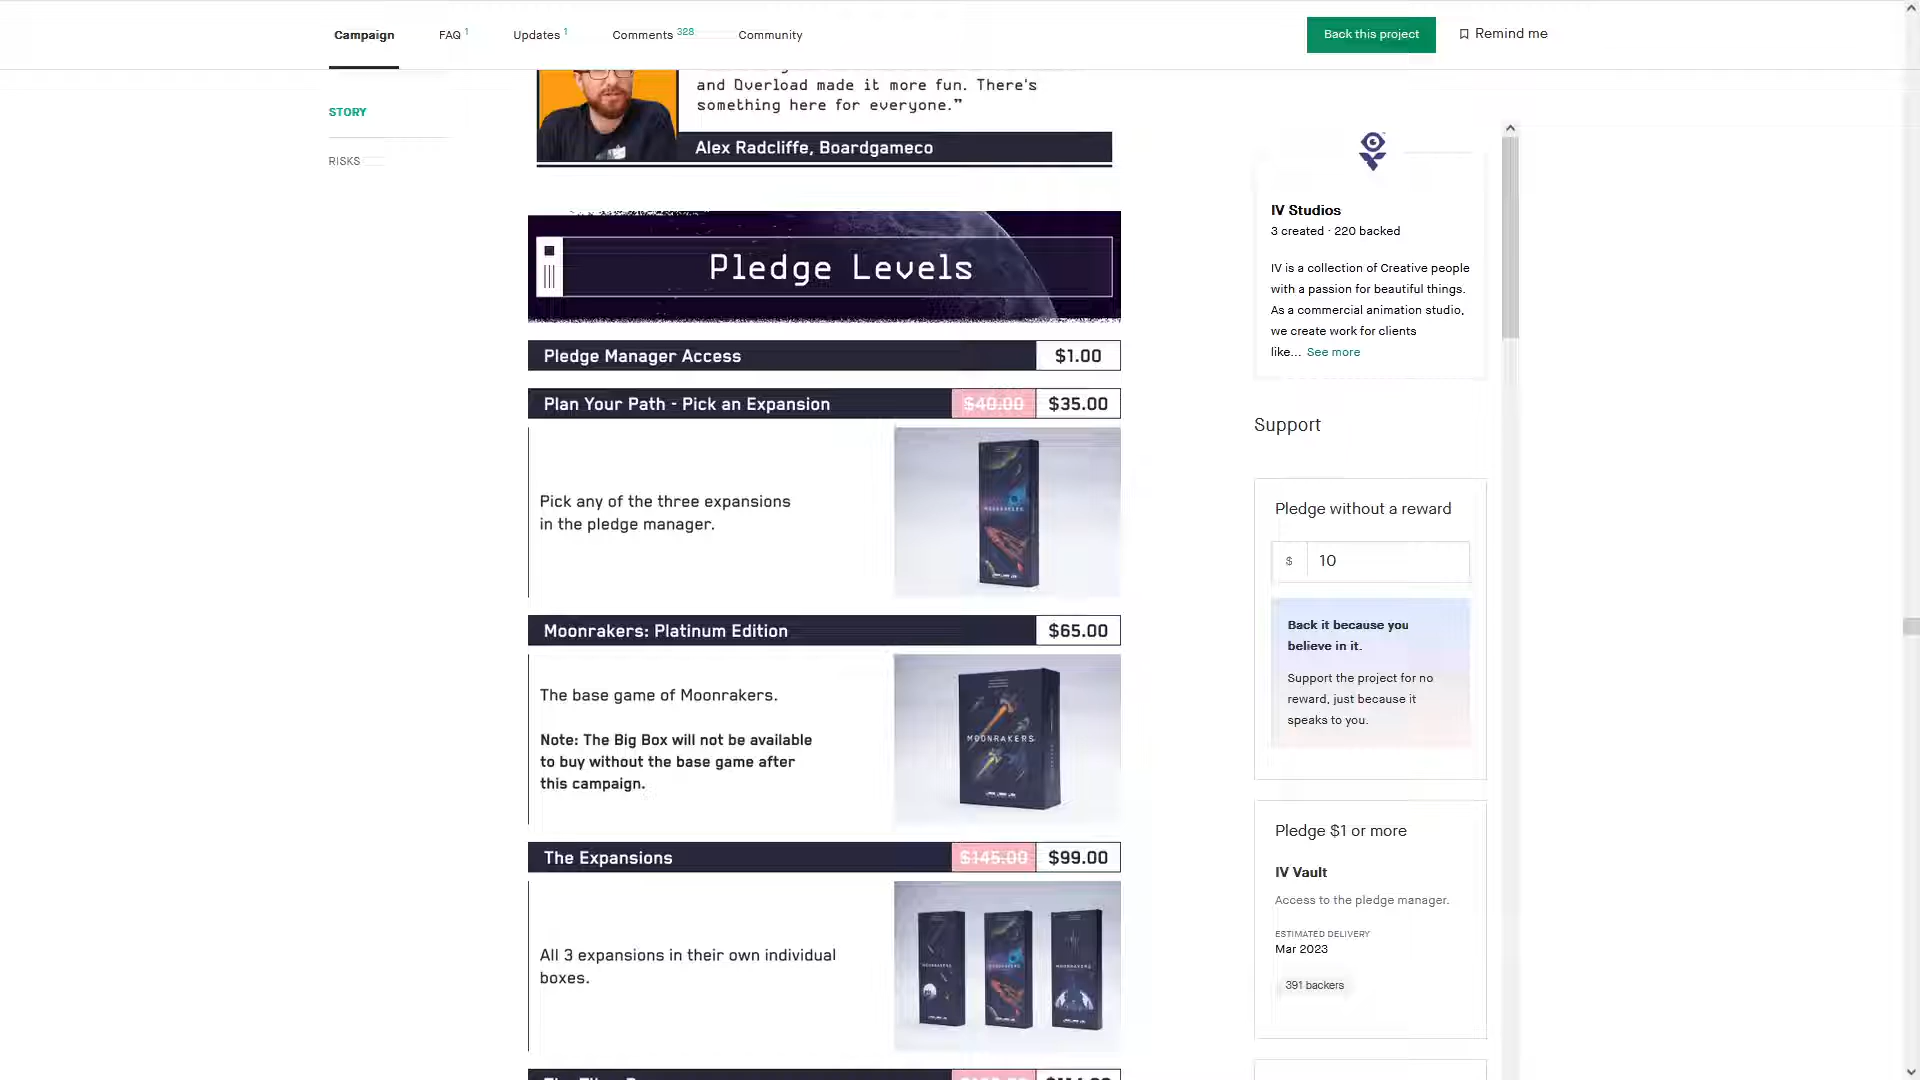 Campaign
FAQ 1
Updates 1
Comments 328
Community
Back this project
Remind me
STORY
RISKS
and Overload made it more fun. There's
something here for everyone.”
Alex Radcliffe, Boardgameco
Pledge Levels
Pledge Manager Access
$1.00
Plan Your Path - Pick an Expansion
$40.00
$35.00
Pick any of the three expansions
in the pledge manager.
MOONRAKERS
Moonrakers: Platinum Edition
$65.00
The base game of Moonrakers.
Note: The Big Box will not be available
to buy without the base game after
this campaign.
MOONRAKERS
The Expansions
$145.00
$99.00
All 3 expansions in their own individual
boxes.
MOONRAKERS
MOONRAKERS
MOONRAKERS
IV Studios
3 created · 220 backed
IV is a collection of Creative people
with a passion for beautiful things.
As a commercial animation studio,
we create work for clients
like... See more
Support
Pledge without a reward
$ 10
Back it because you
believe in it.
Support the project for no
reward, just because it
speaks to you.
Pledge $1 or more
IV Vault
Access to the pledge manager.
ESTIMATED DELIVERY
Mar 2023
391 backers